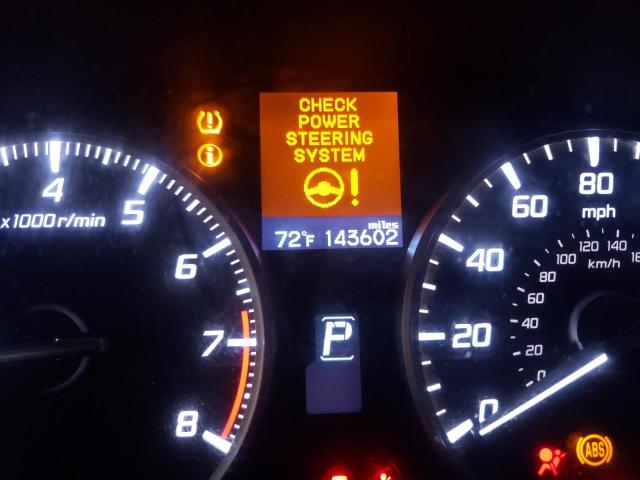 CHECK
POWER
STEERING
SYSTEM
miles
72°F 143602
4
5
6
7
8
x1000 r/min
P
80
60
40
20
0
mph
120 140
100
80
60
40
20
0
km/h
ABS